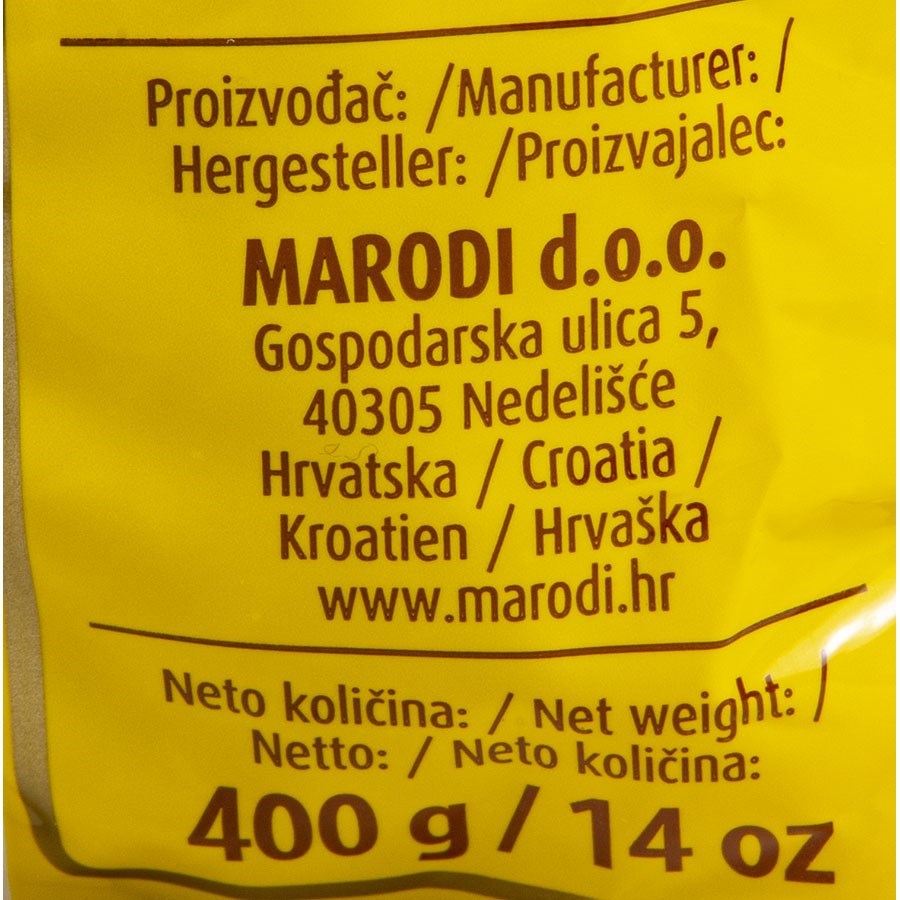 Proizvođač: /Manufacturer: /
Hergesteller: /Proizvajalec:
MARODI d.o.o.
Gospodarska ulica 5,
40305 Nedelišće
Hrvatska / Croatia /
Kroatien / Hrvaška
www.marodi.hr
Neto količina: / Net weight: /
Netto: / Neto količina:
400 g / 14 oz